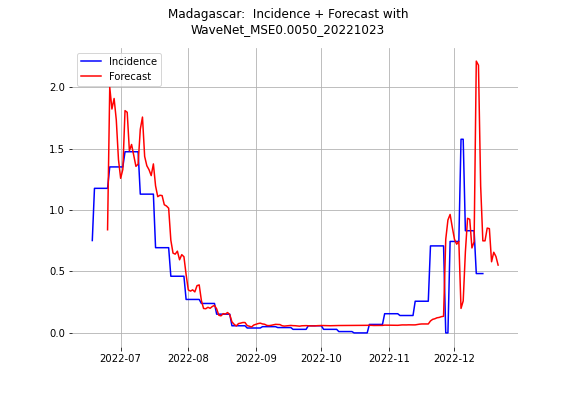 Madagascar:  Incidence + Forecast with
WaveNet_MSE0.0050_20221023
Incidence
Forecast
2.0
1.5
1.0
0.5
0.0
2022-07
2022-08
2022-09
2022-10
2022-11
2022-12